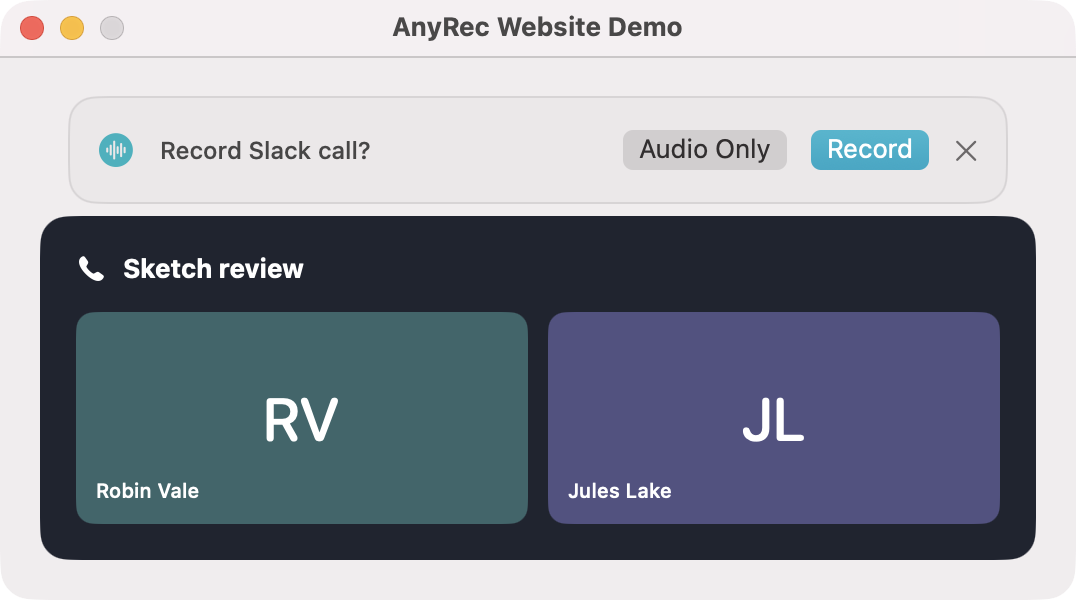 AnyRec Website Demo
Record Slack call? Audio Only Record
Sketch review
RV JL
Robin Vale Jules Lake